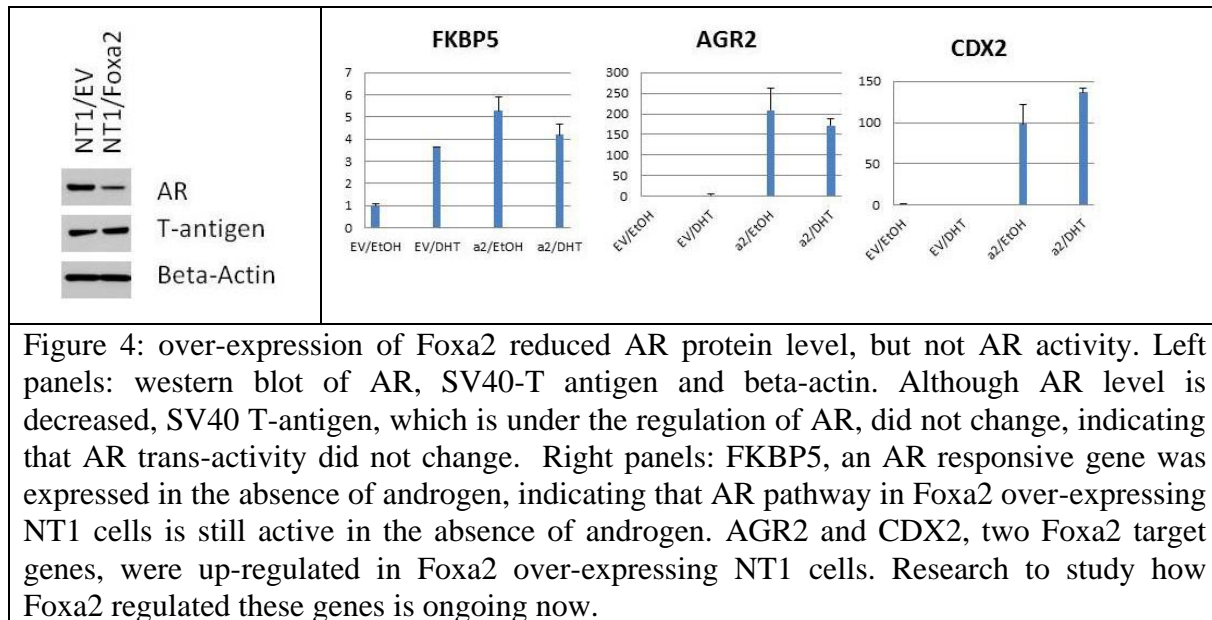 NT1/EV
NT1/Foxa2
AR
T-antigen
Beta-Actin
FKBP5
7
6
5
4
3
2
1
0
EV/EtOH
EV/DHT
a2/EtOH
a2/DHT
AGR2
300
250
200
150
100
50
0
EV/EtOH
EV/DHT
a2/EtOH
a2/DHT
CDX2
150
100
50
0
EV/EtOH
EV/DHT
a2/EtOH
a2/DHT
Figure 4: over-expression of Foxa2 reduced AR protein level, but not AR activity. Left
panels: western blot of AR, SV40-T antigen and beta-actin. Although AR level is
decreased, SV40 T-antigen, which is under the regulation of AR, did not change, indicating
that AR trans-activity did not change. Right panels: FKBP5, an AR responsive gene was
expressed in the absence of androgen, indicating that AR pathway in Foxa2 over-expressing
NT1 cells is still active in the absence of androgen. AGR2 and CDX2, two Foxa2 target
genes, were up-regulated in Foxa2 over-expressing NT1 cells. Research to study how
Foxa2 regulated these genes is ongoing now.